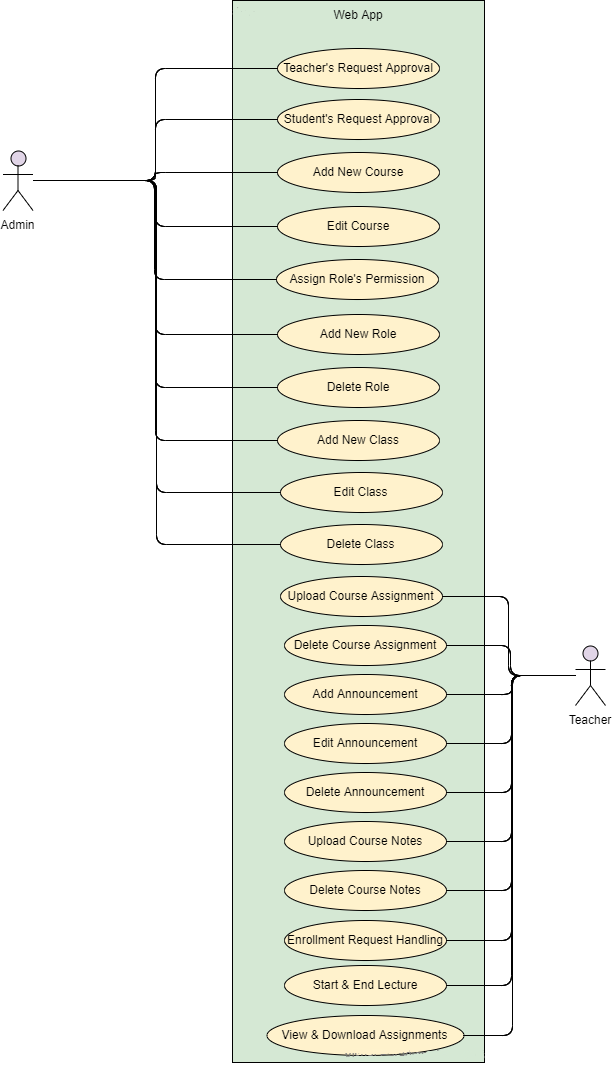 Web App
Teacher's Request Approval
Student's Request Approval
Add New Course
Admin
Edit Course
Assign Role's Permission
Add New Role
Delete Role
Add New Class
Edit Class
Delete Class
Upload Course Assignment
Delete Course Assignment
Add Announcement
Teacher
Edit Announcement
Delete Announcement
Upload Course Notes
Delete Course Notes
Enrollment Request Handling
Start & End Lecture
View & Download Assignments